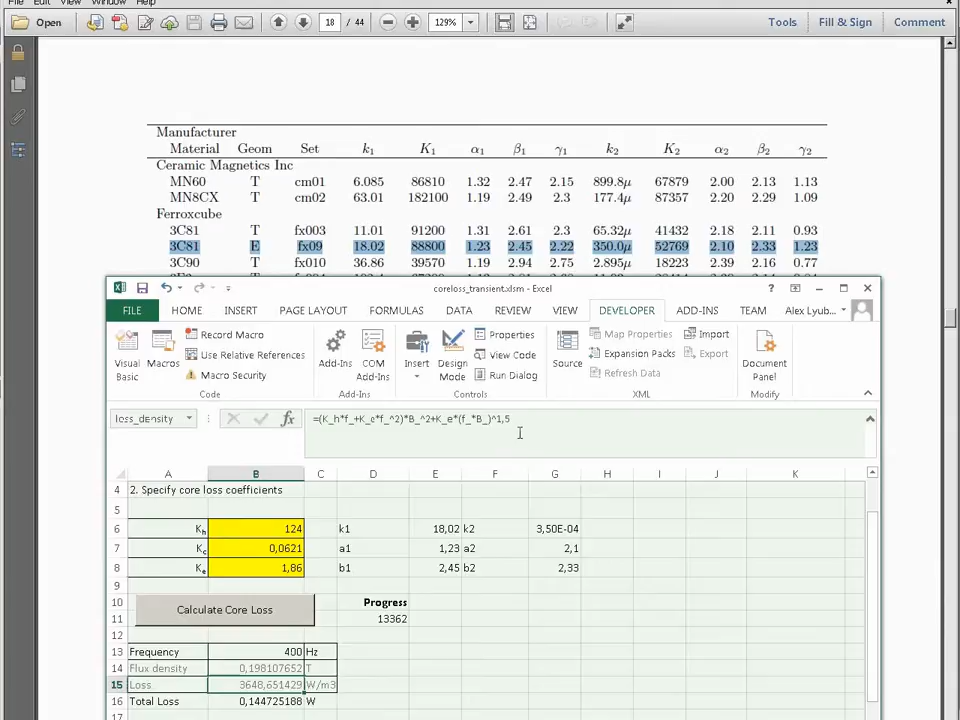 File Edit View Window Help
Open 18 / 44 129% Tools Fill & Sign Comment
Manufacturer
Material Geom Set k₁ K₁ α₁ β₁ γ₁ k₂ K₂ α₂ β₂ γ₂
Ceramic Magnetics Inc
MN60 T cm01 6.085 86810 1.32 2.47 2.15 899.8μ 67879 2.00 2.13 1.13
MN8CX T cm02 63.01 182100 1.19 2.49 2.3 177.4μ 87357 2.20 2.29 1.09
Ferroxcube
3C81 T fx003 11.01 91200 1.31 2.61 2.3 65.32μ 41432 2.18 2.11 0.93
3C81 E fx09 18.02 88800 1.23 2.45 2.22 350.0μ 52769 2.10 2.33 1.23
3C90 T fx010 36.86 39570 1.19 2.94 2.75 2.895μ 18223 2.39 2.16 0.77
coreloss_transient.xlsm - Excel
FILE HOME INSERT PAGE LAYOUT FORMULAS DATA REVIEW VIEW DEVELOPER ADD-INS TEAM Alex Lyub...
Visual Basic
Macros
Record Macro
Use Relative References
Macro Security
Code
Add-Ins
COM Add-Ins
Add-Ins
Insert
Design Mode
Properties
View Code
Run Dialog
Controls
Source
Map Properties
Expansion Packs
Refresh Data
Import
Export
XML
Document Panel
Modify
loss_density fx =(K_h*f_+K_c*f_^2)*B_^2+K_e*(f_*B_)^1,5
A B C D E F G H I J K
4 2. Specify core loss coefficients
5
6 Kh 124 k1 18,02 k2 3,50E-04
7 Kc 0,0621 a1 1,23 a2 2,1
8 Ke 1,86 b1 2,45 b2 2,33
9
10 Calculate Core Loss Progress
11 13362
12
13 Frequency 400 Hz
14 Flux density 0,198107652 T
15 Loss 3648,651429 W/m3
16 Total Loss 0,144725188 W
17